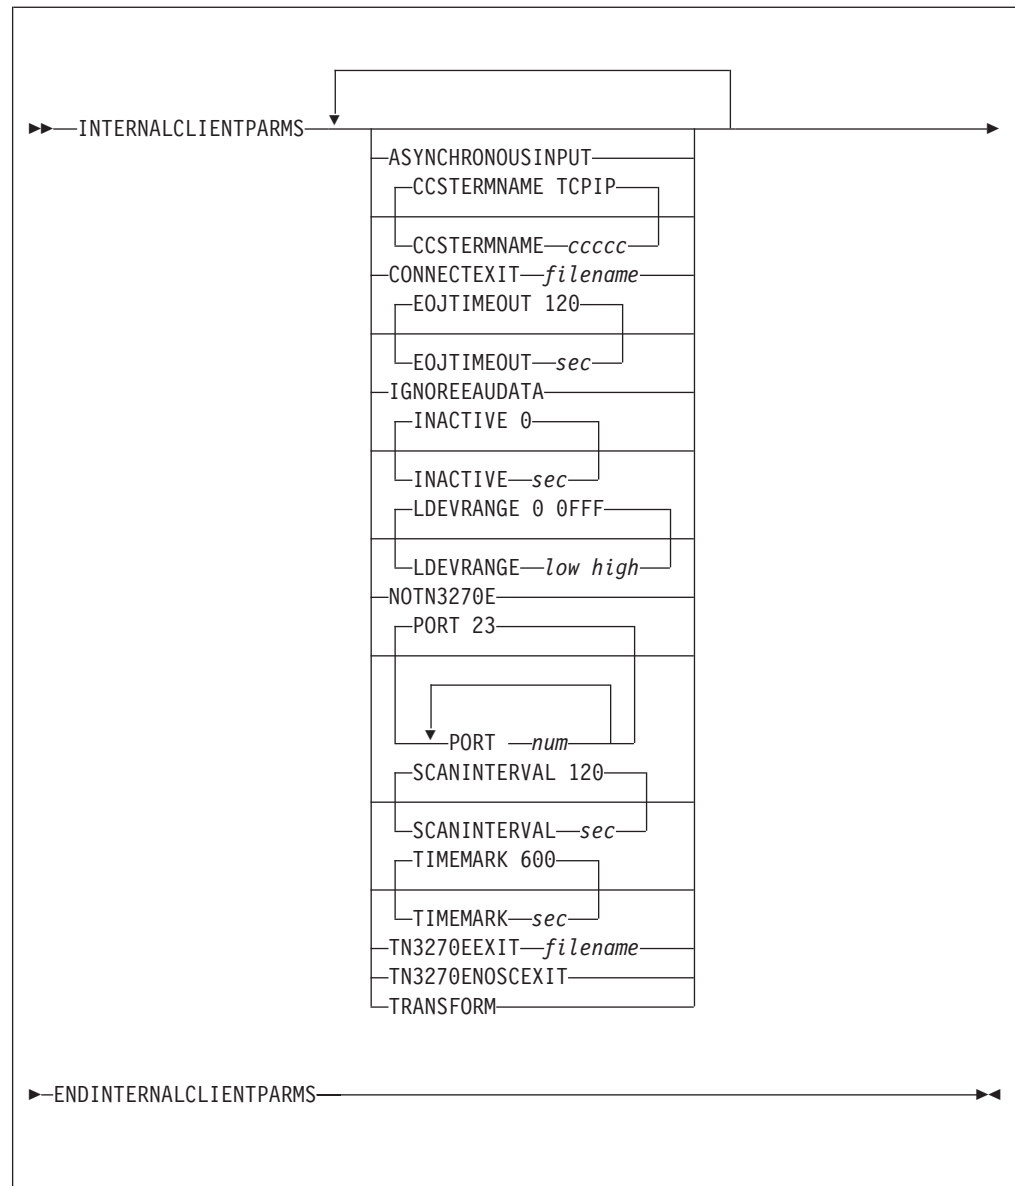 INTERNALCLIENTPARMS
ASYNCHRONOUSINPUT
CCSTERMNAME TCPIP
CCSTERMNAME ccccc
CONNECTEXIT filename
EOJTIMEOUT 120
EOJTIMEOUT sec
IGNOREEAUDATA
INACTIVE 0
INACTIVE sec
LDEVRANGE 0 0FFF
LDEVRANGE low high
NOTN3270E
PORT 23
PORT num
SCANINTERVAL 120
SCANINTERVAL sec
TIMEMARK 600
TIMEMARK sec
TN3270EEXIT filename
TN3270ENOSCEXIT
TRANSFORM
ENDINTERNALCLIENTPARMS